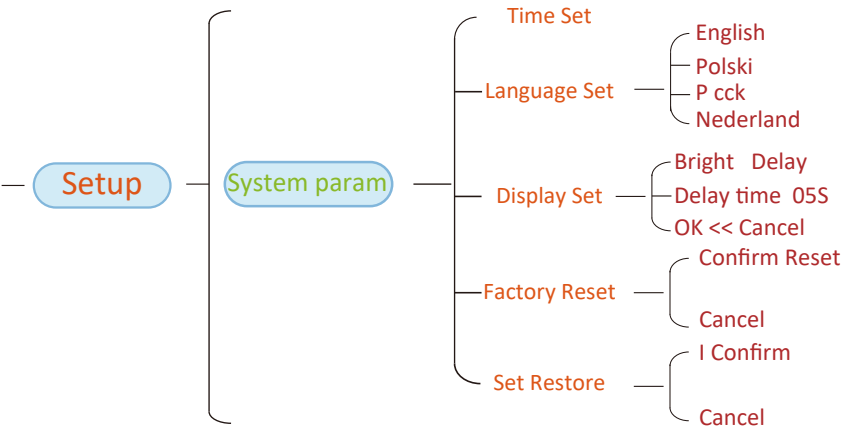 Setup
System param
Time Set
Language Set
English
Polski
P cck
Nederland
Display Set
Bright Delay
Delay time 05S
OK << Cancel
Factory Reset
Confirm Reset
Cancel
Set Restore
I Confirm
Cancel